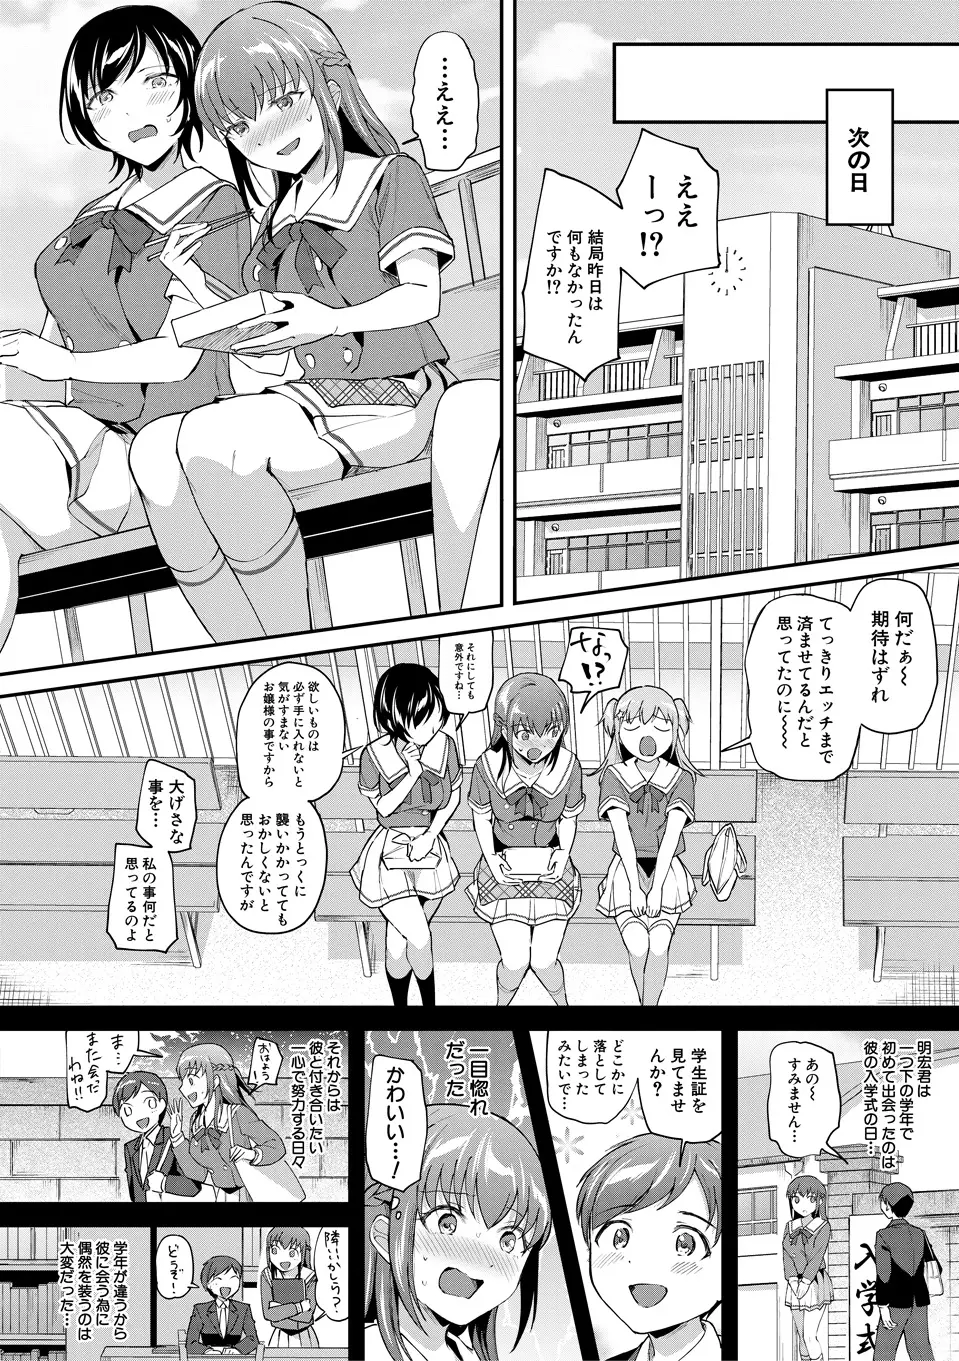 次の日
ええ
ーっ!?
結局昨日は
何もなかったん
ですか!?
…ええ…
何だぁ〜
期待はずれ
てっきりエッチまで
済ませてるんだと
思ってたのに〜〜
なっ!?
それにしても
意外ですね…
欲しいものは
必ず手に入れないと
気がすまない
お嬢様の事ですから
もうとっくに
襲いかかってても
おかしくないと
思ったんですが
大げさな
事を…
私の事何だと
思ってるのよ
明宏君は
一つ下の学年で
初めて出会ったのは
彼の入学式の日…
あの〜
すみません…
入学式
学生証を
見てませ
んか?
どこかに
落として
しまった
みたいで…
一目惚れ
だった
かわいい…!
それからは
彼と付き合いたい
一心で努力する日々
おはよう
ま…
また会った
わね!!
学年が違うから
彼に会う為に
偶然を装うのは
大変だった…
隣いいかしら?
どうぞ!